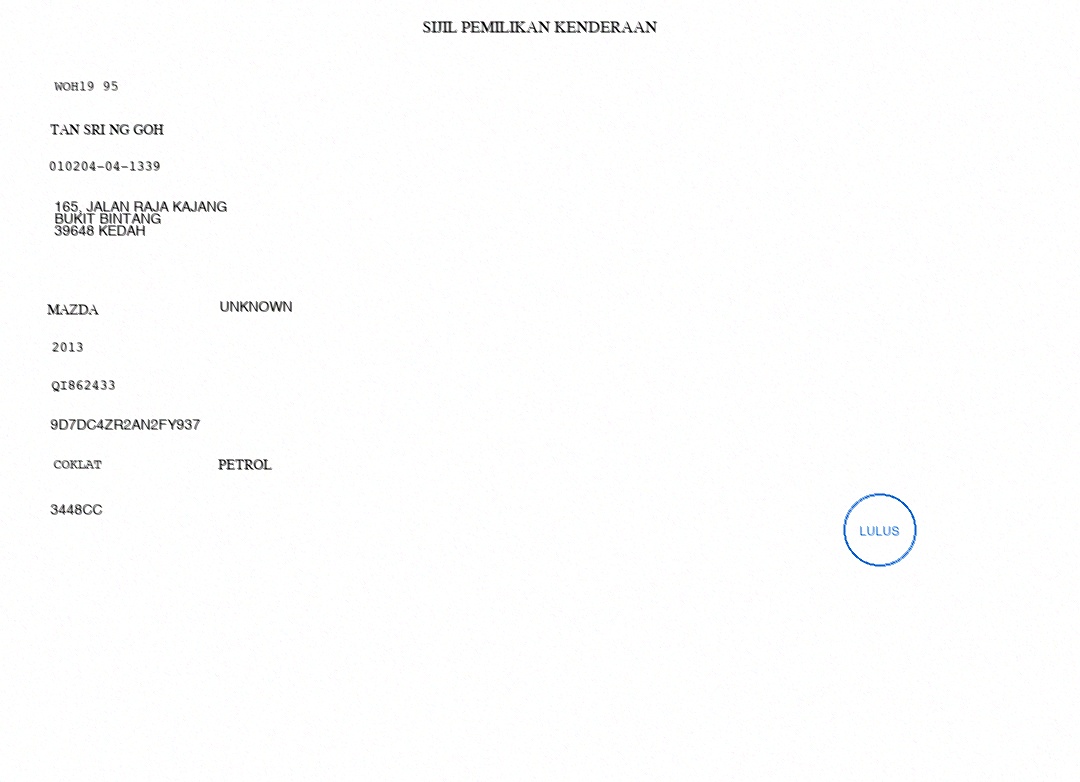 SIJIL PEMILIKAN KENDERAAN
WOH19 95
TAN SRI NG GOH
010204-04-1339
165, JALAN RAJA KAJANG
BUKIT BINTANG
39648 KEDAH
MAZDA UNKNOWN
2013
QI862433
9D7DC4ZR2AN2FY937
COKLAT PETROL
3448CC
LULUS